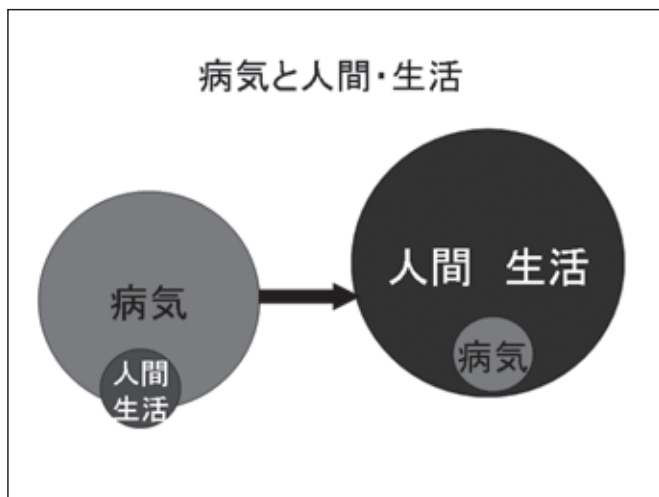 病気と人間・生活
病気
人間
生活
人間　生活
病気